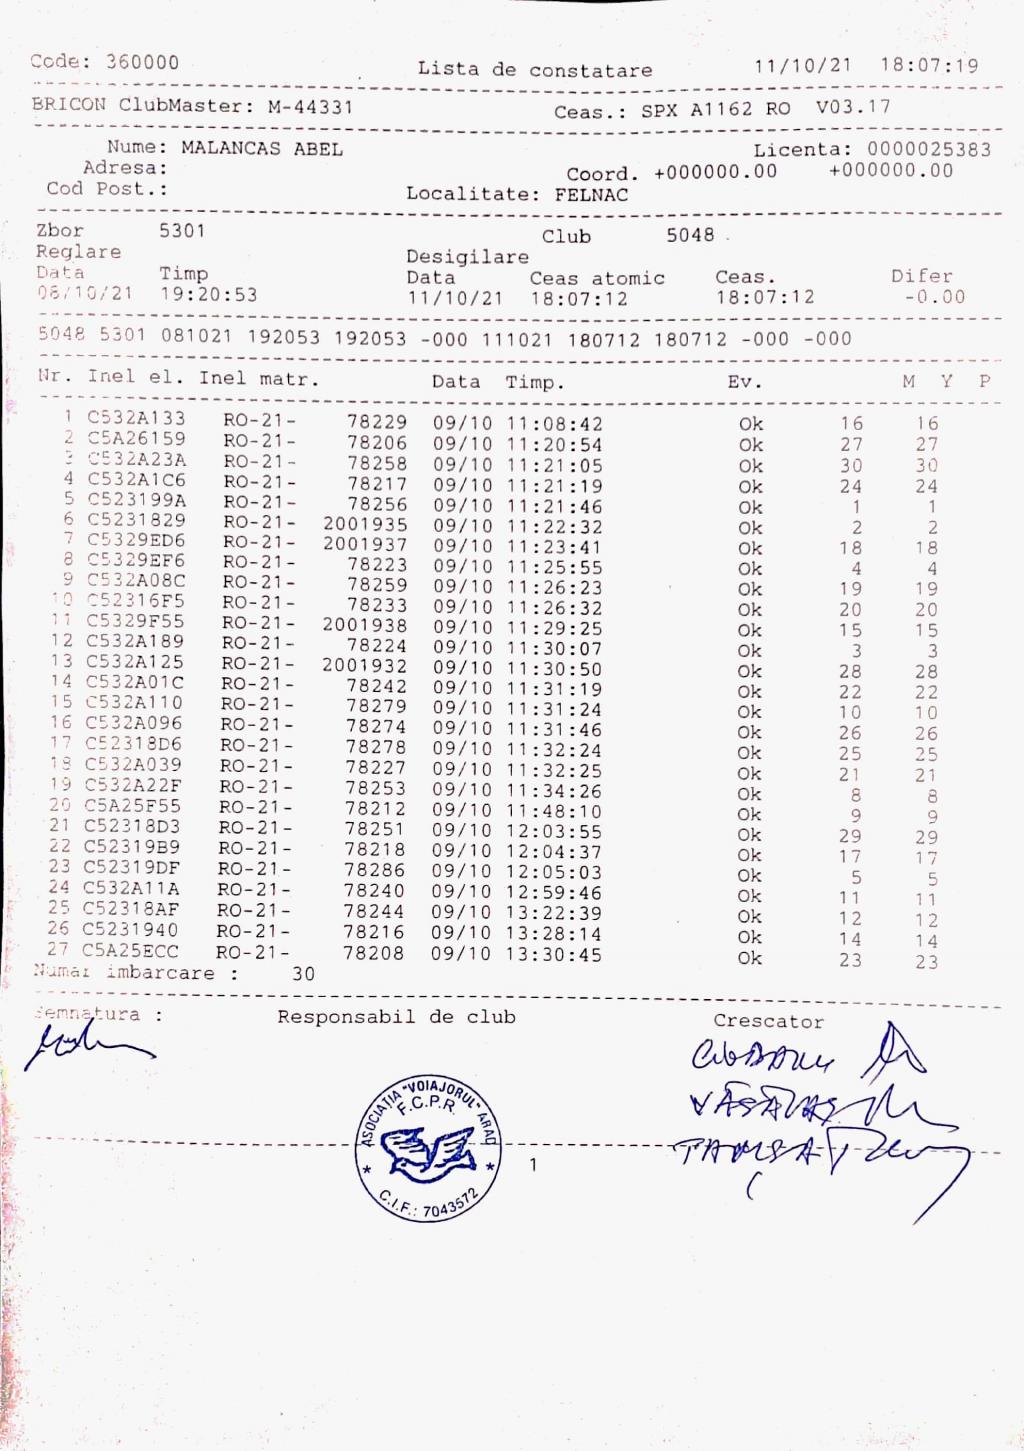 Code: 360000 Lista de constatare 11/10/21 18:07:19
BRICON ClubMaster: M-44331 Ceas.: SPX A1162 RO V03.17
Nume: MALANCAS ABEL Licenta: 0000025383
Adresa: Coord. +000000.00 +000000.00
Cod Post.: Localitate: FELNAC
Zbor 5301 Club 5048
Reglare Desigilare
Data Timp Data Ceas atomic Ceas. Difer
08/10/21 19:20:53 11/10/21 18:07:12 18:07:12 -0.00
5048 5301 081021 192053 192053 -000 111021 180712 180712 -000 -000
Nr. Inel el. Inel matr. Data Timp. Ev. M Y P
1 C532A133 RO-21- 78229 09/10 11:08:42 Ok 16 16
2 C5A26159 RO-21- 78206 09/10 11:20:54 Ok 27 27
3 C532A23A RO-21- 78258 09/10 11:21:05 Ok 30 30
4 C532A1C6 RO-21- 78217 09/10 11:21:19 Ok 24 24
5 C523199A RO-21- 78256 09/10 11:21:46 Ok 1 1
6 C5231829 RO-21- 2001935 09/10 11:22:32 Ok 2 2
7 C5329ED6 RO-21- 2001937 09/10 11:23:41 Ok 18 18
8 C5329EF6 RO-21- 78223 09/10 11:25:55 Ok 4 4
9 C532A08C RO-21- 78259 09/10 11:26:23 Ok 19 19
10 C52316F5 RO-21- 78233 09/10 11:26:32 Ok 20 20
11 C5329F55 RO-21- 2001938 09/10 11:29:25 Ok 15 15
12 C532A189 RO-21- 78224 09/10 11:30:07 Ok 3 3
13 C532A125 RO-21- 2001932 09/10 11:30:50 Ok 28 28
14 C532A01C RO-21- 78242 09/10 11:31:19 Ok 22 22
15 C532A110 RO-21- 78279 09/10 11:31:24 Ok 10 10
16 C532A096 RO-21- 78274 09/10 11:31:46 Ok 26 26
17 C52318D6 RO-21- 78278 09/10 11:32:24 Ok 25 25
18 C532A039 RO-21- 78227 09/10 11:32:25 Ok 21 21
19 C532A22F RO-21- 78253 09/10 11:34:26 Ok 8 8
20 C5A25F55 RO-21- 78212 09/10 11:48:10 Ok 9 9
21 C52318D3 RO-21- 78251 09/10 12:03:55 Ok 29 29
22 C52319B9 RO-21- 78218 09/10 12:04:37 Ok 17 17
23 C52319DF RO-21- 78286 09/10 12:05:03 Ok 5 5
24 C532A11A RO-21- 78240 09/10 12:59:46 Ok 11 11
25 C52318AF RO-21- 78244 09/10 13:22:39 Ok 12 12
26 C5231940 RO-21- 78216 09/10 13:28:14 Ok 14 14
27 C5A25ECC RO-21- 78208 09/10 13:30:45 Ok 23 23
Numar imbarcare : 30
Semnatura : Responsabil de club Crescator
ASOCIATIA "VOIAJORUL" ARAD
F.C.P.R.
C.I.F.: 7043572
1